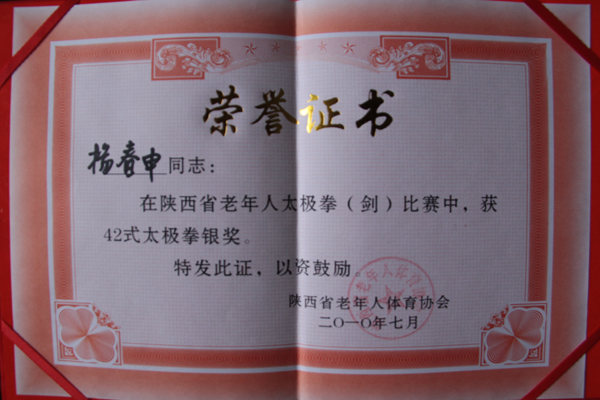 荣誉证书
杨春申同志：
在陕西省老年人太极拳（剑）比赛中，获
42式太极拳银奖。
特发此证，以资鼓励。
陕西省老年人体育协会
二〇一〇年七月